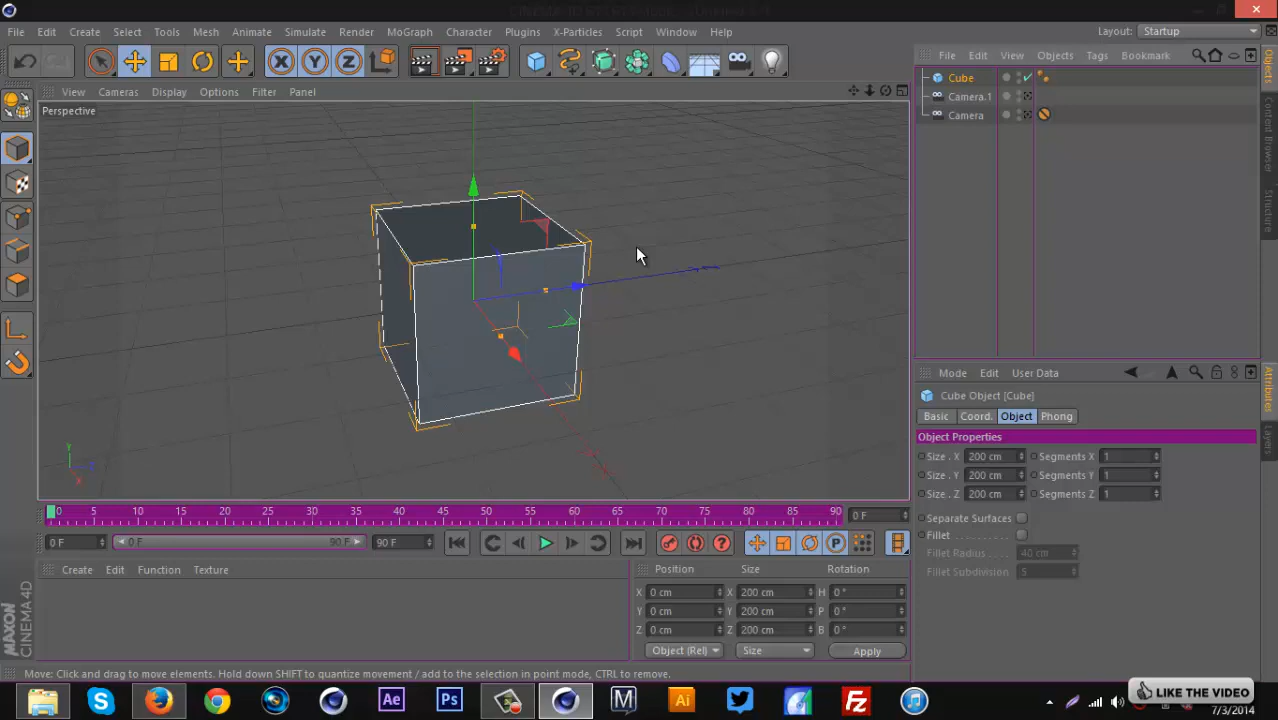 Layout: Startup
File Edit Create Select Tools Mesh Animate Simulate Render MoGraph Character Plugins X-Particles Script Window Help
File Edit View Objects Tags Bookmark
View Cameras Display Options Filter Panel
Perspective
Cube
Camera.1
Camera
Objects
Content Browser
Structure
Attributes
Layers
Mode Edit User Data
Cube Object [Cube]
Basic Coord. Object Phong
Object Properties
Size . X 200 cm Segments X 1
Size . Y 200 cm Segments Y 1
Size . Z 200 cm Segments Z 1
Separate Surfaces
Fillet . . . . . . . . . .
Fillet Radius . . . . 40 cm
Fillet Subdivision 5
Y
X
0 5 10 15 20 25 30 35 40 45 50 55 60 65 70 75 80 85 90 0 F
0 F 0 F 90 F 90 F
Create Edit Function Texture
Position Size Rotation
X 0 cm X 200 cm H 0 °
Y 0 cm Y 200 cm P 0 °
Z 0 cm Z 200 cm B 0 °
Object (Rel) Size Apply
MAXON
CINEMA 4D
Move: Click and drag to move elements. Hold down SHIFT to quantize movement / add to the selection in point mode, CTRL to remove.
LIKE THE VIDEO
7/3/2014